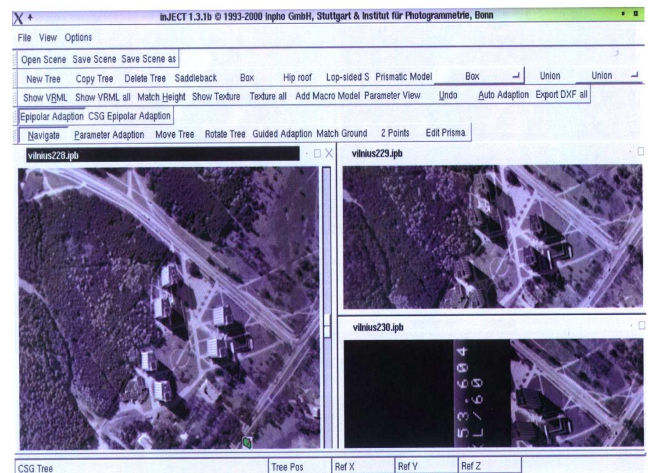 inJECT 1.3.1b © 1993-2000 Inpho GmbH, Stuttgart & Institut für Photogrammetrie, Bonn
File View Options
Open Scene Save Scene Save Scene as
New Tree Copy Tree Delete Tree Saddleback Box Hip roof Lop-sided S Prismatic Model Box Union Union
Show VRML Show VRML all Match Height Show Texture Texture all Add Macro Model Parameter View Undo Auto Adaption Export DXF all
Epipolar Adaption CSG Epipolar Adaption
Navigate Parameter Adaption Move Tree Rotate Tree Guided Adaption Match Ground 2 Points Edit Prisma
vilnius228.ipb
vilnius229.ipb
vilnius230.ipb
53.604
L/60
CSG Tree Tree Pos Ref X Ref Y Ref Z